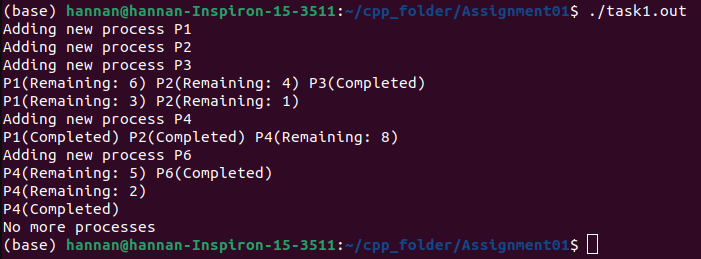 (base) hannan@hannan-Inspiron-15-3511:~/cpp_folder/Assignment01$ ./task1.out
Adding new process P1
Adding new process P2
Adding new process P3
P1(Remaining: 6) P2(Remaining: 4) P3(Completed)
P1(Remaining: 3) P2(Remaining: 1)
Adding new process P4
P1(Completed) P2(Completed) P4(Remaining: 8)
Adding new process P6
P4(Remaining: 5) P6(Completed)
P4(Remaining: 2)
P4(Completed)
No more processes
(base) hannan@hannan-Inspiron-15-3511:~/cpp_folder/Assignment01$